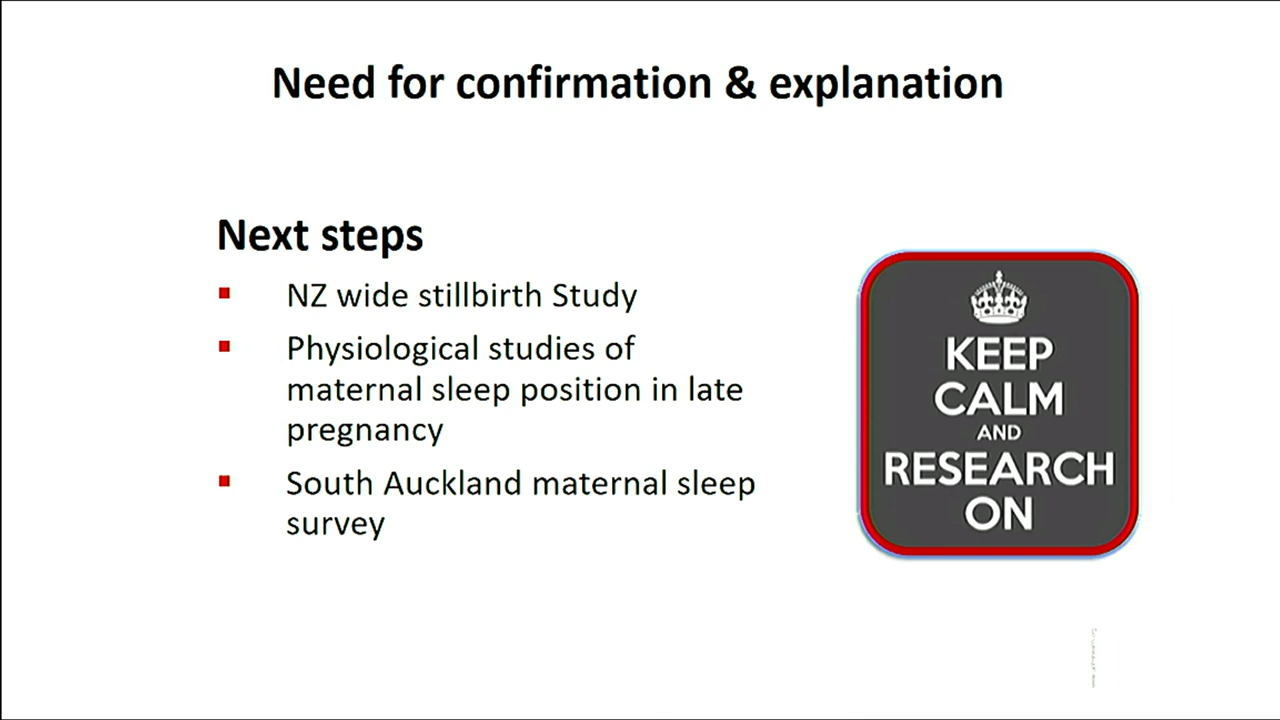 Need for confirmation & explanation
Next steps
NZ wide stillbirth Study
Physiological studies of
maternal sleep position in late
pregnancy
South Auckland maternal sleep
survey
KEEP
CALM
AND
RESEARCH
ON